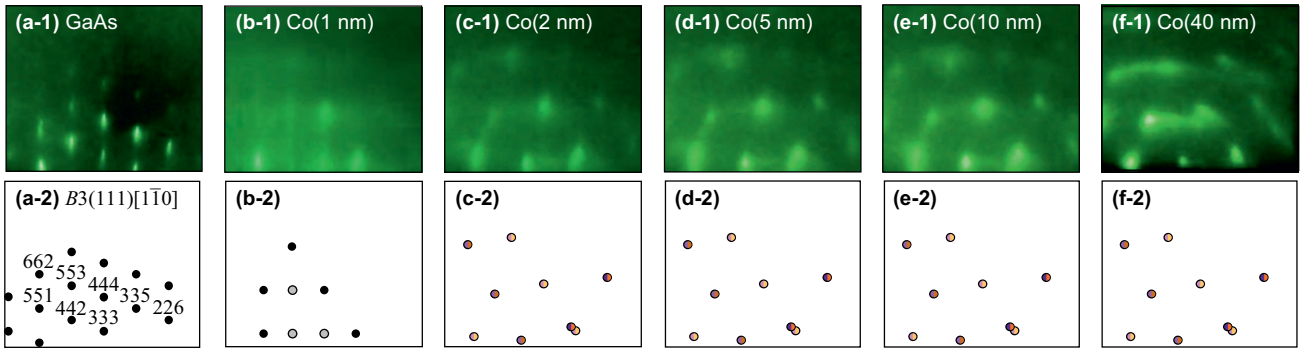 (a-1) GaAs
(b-1) Co(1 nm)
(c-1) Co(2 nm)
(d-1) Co(5 nm)
(e-1) Co(10 nm)
(f-1) Co(40 nm)
(a-2) B3(111)[11̅0]
(b-2)
(c-2)
(d-2)
(e-2)
(f-2)
662
553
444
551
335
442
226
333